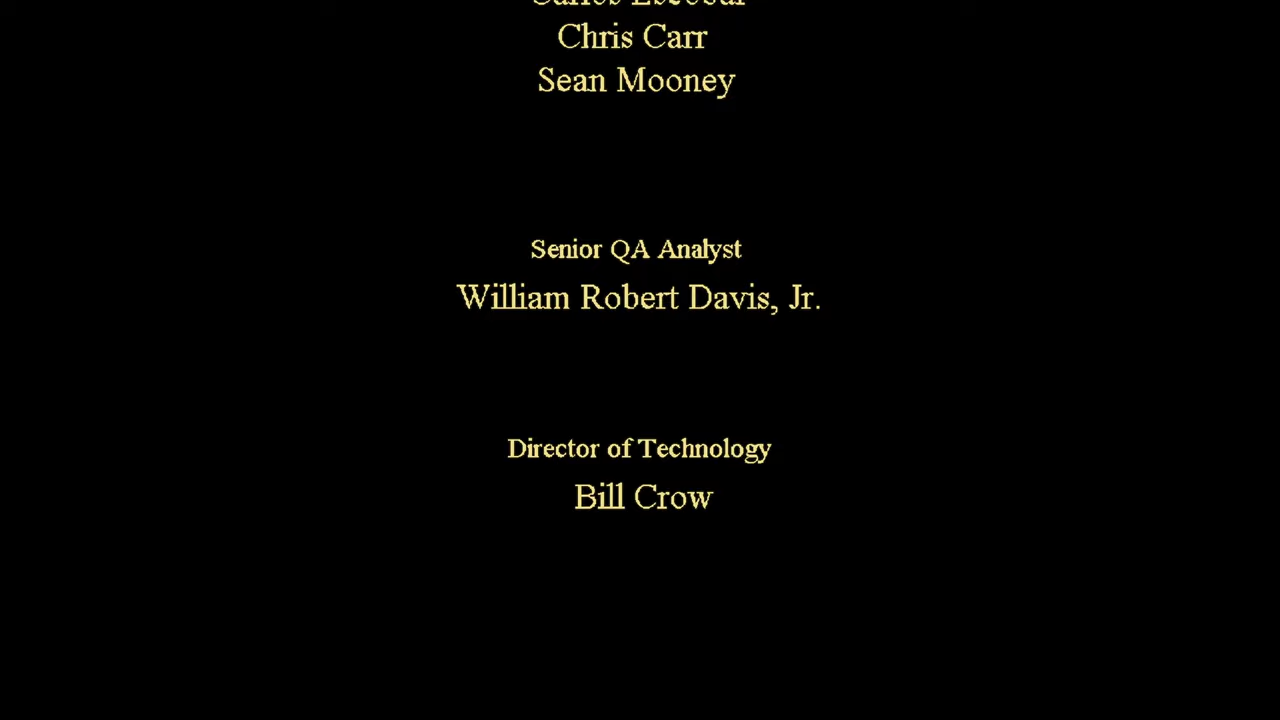 Chris Carr
Sean Mooney
Senior QA Analyst
William Robert Davis, Jr.
Director of Technology
Bill Crow